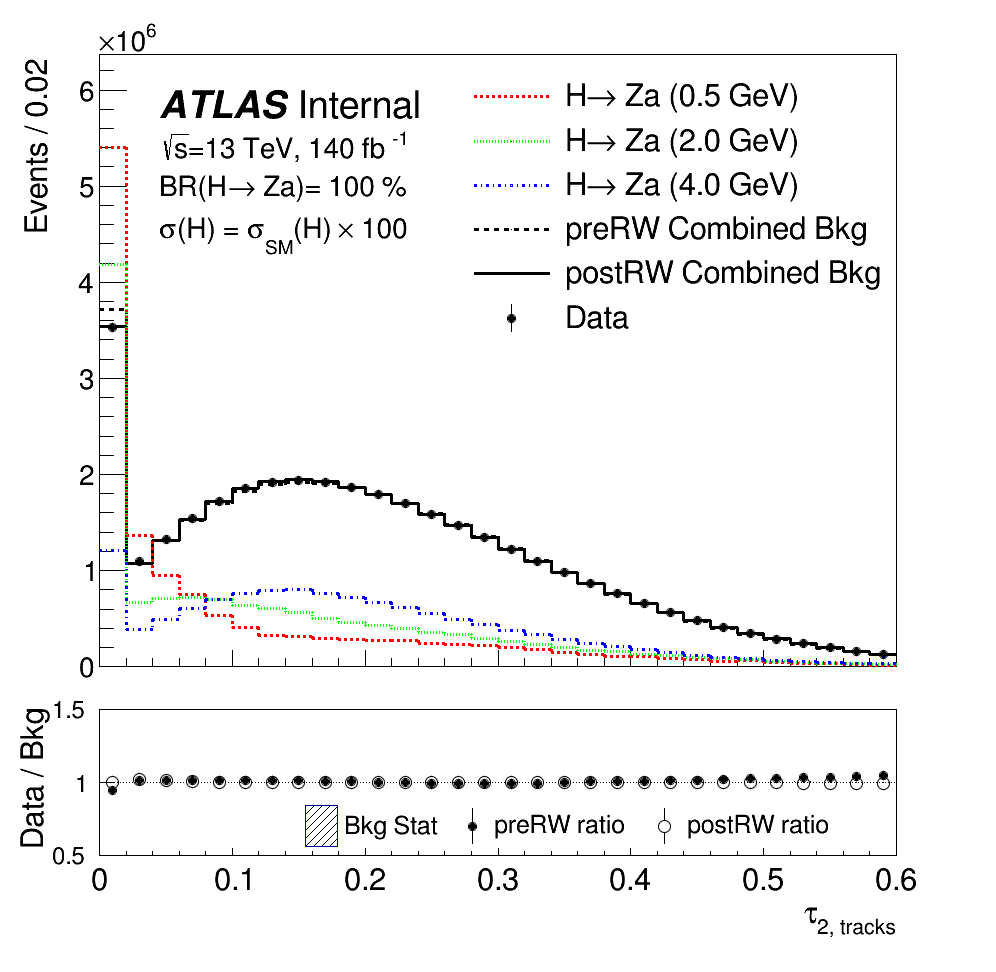 ×10⁶
Events / 0.02
6
5
4
3
2
1
0
ATLAS Internal
√s=13 TeV, 140 fb⁻¹
BR(H→ Za)= 100 %
σ(H) = σ_SM(H) × 100
H→ Za (0.5 GeV)
H→ Za (2.0 GeV)
H→ Za (4.0 GeV)
preRW Combined Bkg
postRW Combined Bkg
Data
Data / Bkg
1.5
1
0.5
Bkg Stat
preRW ratio
postRW ratio
0 0.1 0.2 0.3 0.4 0.5 0.6
τ_2, tracks